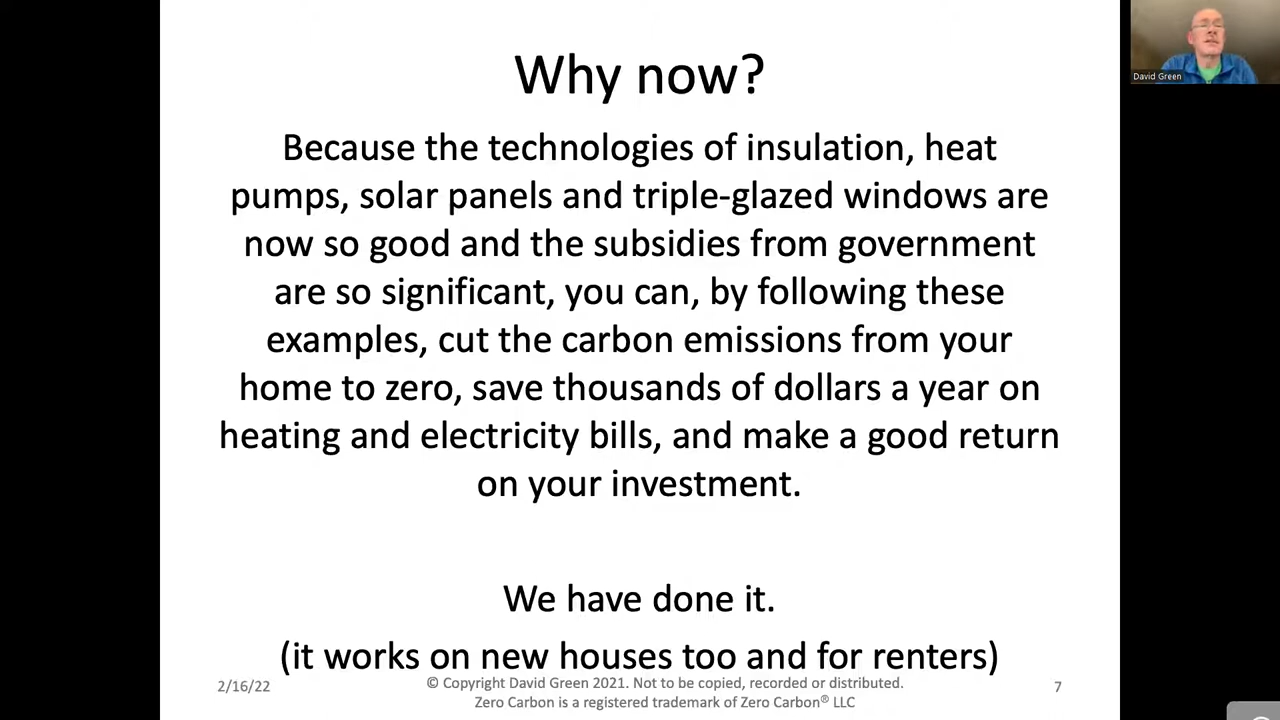 Why now?
Because the technologies of insulation, heat
pumps, solar panels and triple-glazed windows are
now so good and the subsidies from government
are so significant, you can, by following these
examples, cut the carbon emissions from your
home to zero, save thousands of dollars a year on
heating and electricity bills, and make a good return
on your investment.
We have done it.
(it works on new houses too and for renters)
2/16/22
© Copyright David Green 2021. Not to be copied, recorded or distributed.
Zero Carbon is a registered trademark of Zero Carbon® LLC
7
David Green